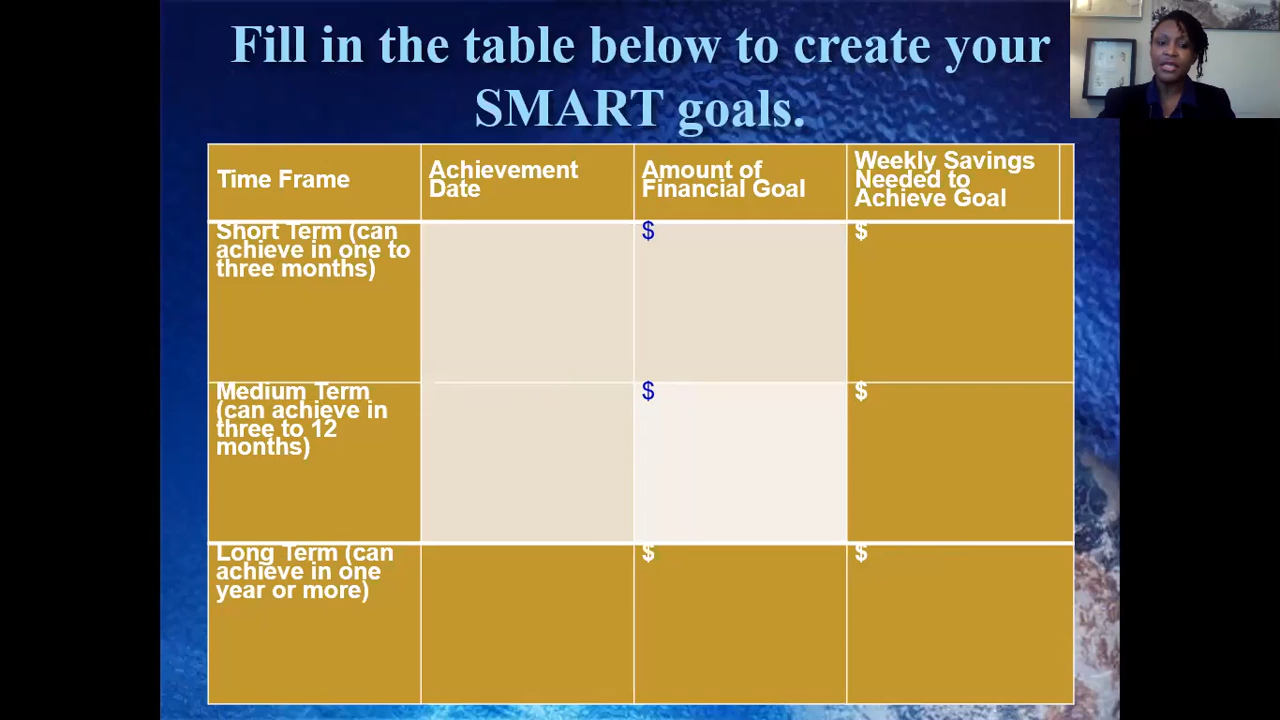 Fill in the table below to create your
SMART goals.
Time Frame
Achievement
Date
Amount of
Financial Goal
Weekly Savings
Needed to
Achieve Goal
Short Term (can
achieve in one to
three months)
$
$
Medium Term
(can achieve in
three to 12
months)
$
$
Long Term (can
achieve in one
year or more)
$
$